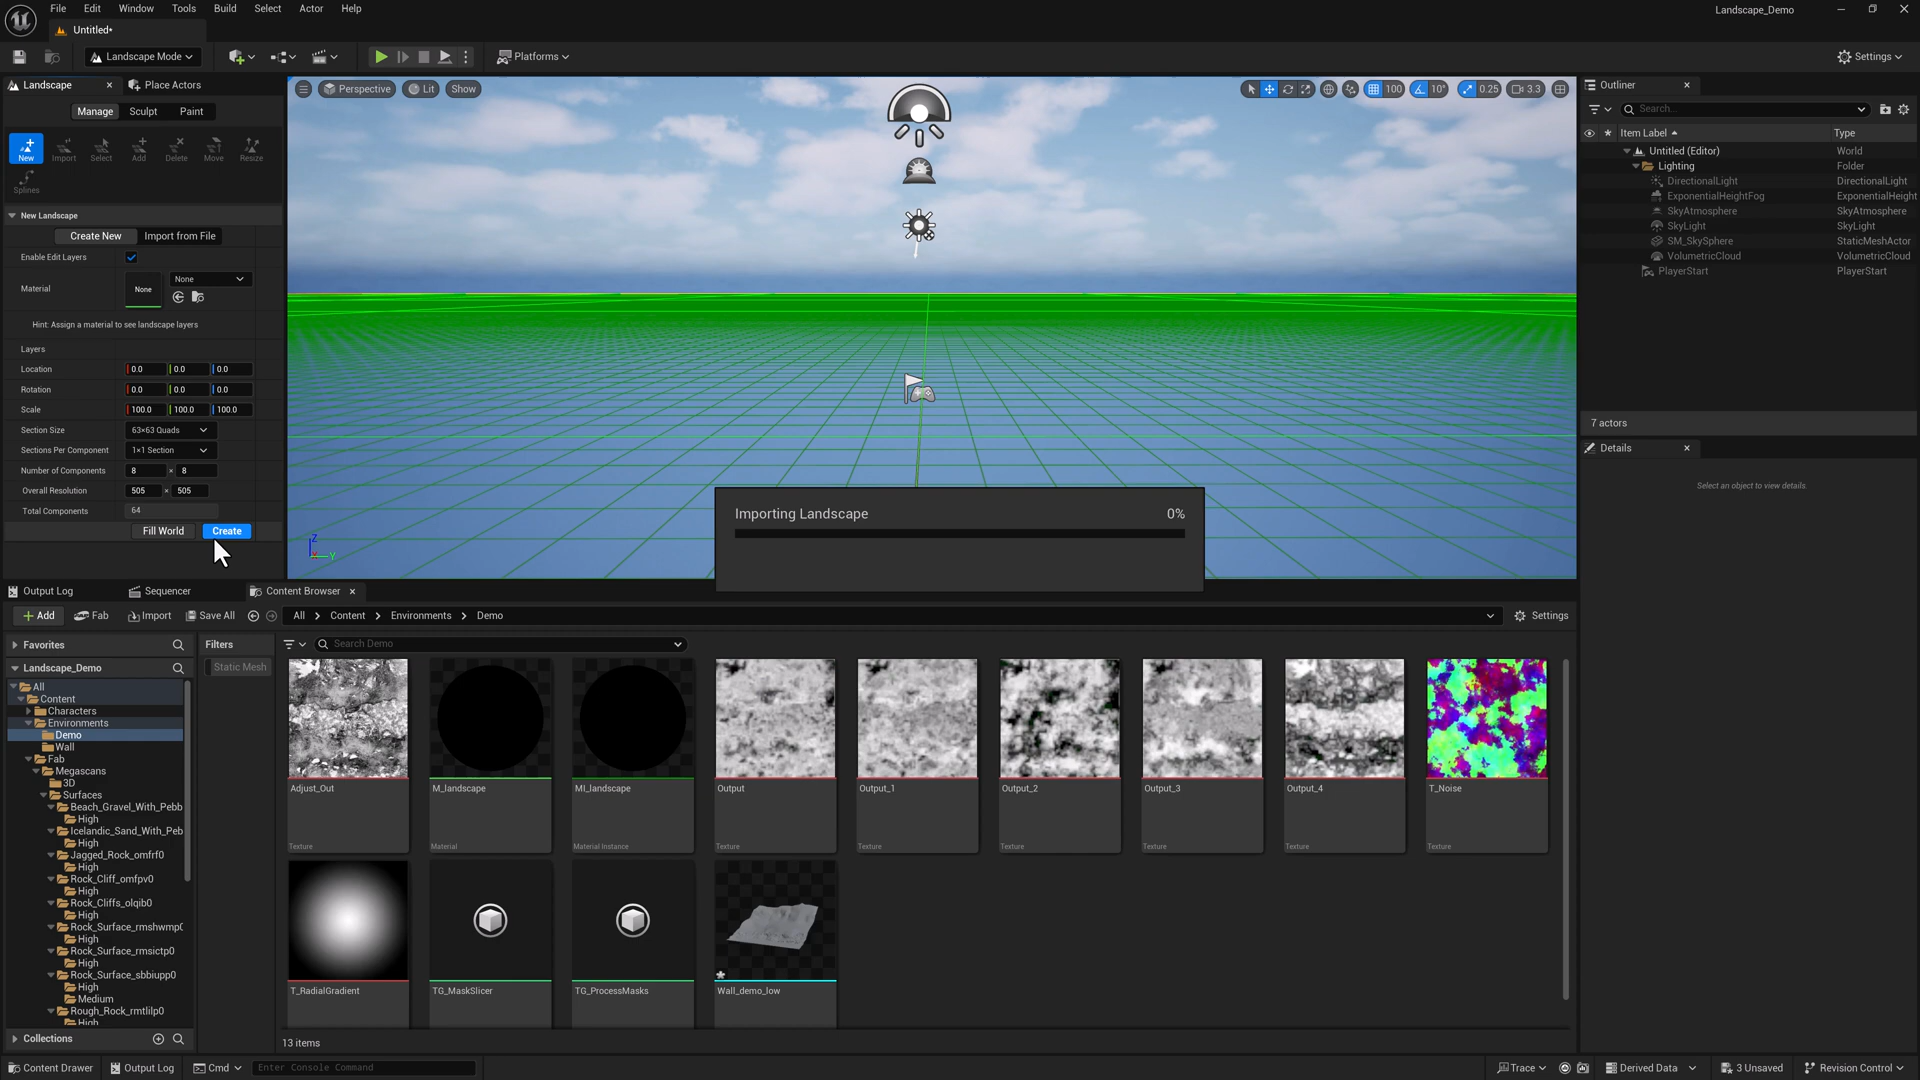 File Edit Window Tools Build Select Actor Help
Landscape_Demo
Untitled*
Landscape Mode
Platforms
Settings
Landscape
Place Actors
Manage Sculpt Paint
New Import Select Add Delete Move Resize
Splines
New Landscape
Create New Import from File
Enable Edit Layers
Material
None
None
Hint: Assign a material to see landscape layers
Layers
Location 0.0 0.0 0.0
Rotation 0.0 0.0 0.0
Scale 100.0 100.0 100.0
Section Size 63×63 Quads
Sections Per Component 1×1 Section
Number of Components 8 × 8
Overall Resolution 505 × 505
Total Components 64
Fill World Create
Perspective Lit Show
100 10° 0.25 3.3
Z
X Y
Importing Landscape 0%
Outliner
Search...
Item Label Type
Untitled (Editor) World
Lighting Folder
DirectionalLight DirectionalLight
ExponentialHeightFog ExponentialHeight
SkyAtmosphere SkyAtmosphere
SkyLight SkyLight
SM_SkySphere StaticMeshActor
VolumetricCloud VolumetricCloud
PlayerStart PlayerStart
7 actors
Details
Select an object to view details.
Output Log Sequencer Content Browser
Add Fab Import Save All All Content Environments Demo Settings
Favorites
Landscape_Demo
All
Content
Characters
Environments
Demo
Wall
Fab
Megascans
3D
Surfaces
Beach_Gravel_With_Pebb
High
Icelandic_Sand_With_Peb
High
Jagged_Rock_omfrf0
High
Rock_Cliff_omfpv0
High
Rock_Cliffs_olqib0
High
Rock_Surface_rmshwmp0
High
Rock_Surface_rmsictp0
High
Rock_Surface_sbbiupp0
High
Medium
Rough_Rock_rmtlilp0
High
Collections
Filters
Static Mesh
Search Demo
Adjust_Out M_landscape MI_landscape Output Output_1 Output_2 Output_3 Output_4 T_Noise
Texture Material Material Instance Texture Texture Texture Texture Texture Texture
T_RadialGradient TG_MaskSlicer TG_ProcessMasks Wall_demo_low
13 items
Content Drawer Output Log Cmd Enter Console Command
Trace Derived Data 3 Unsaved Revision Control